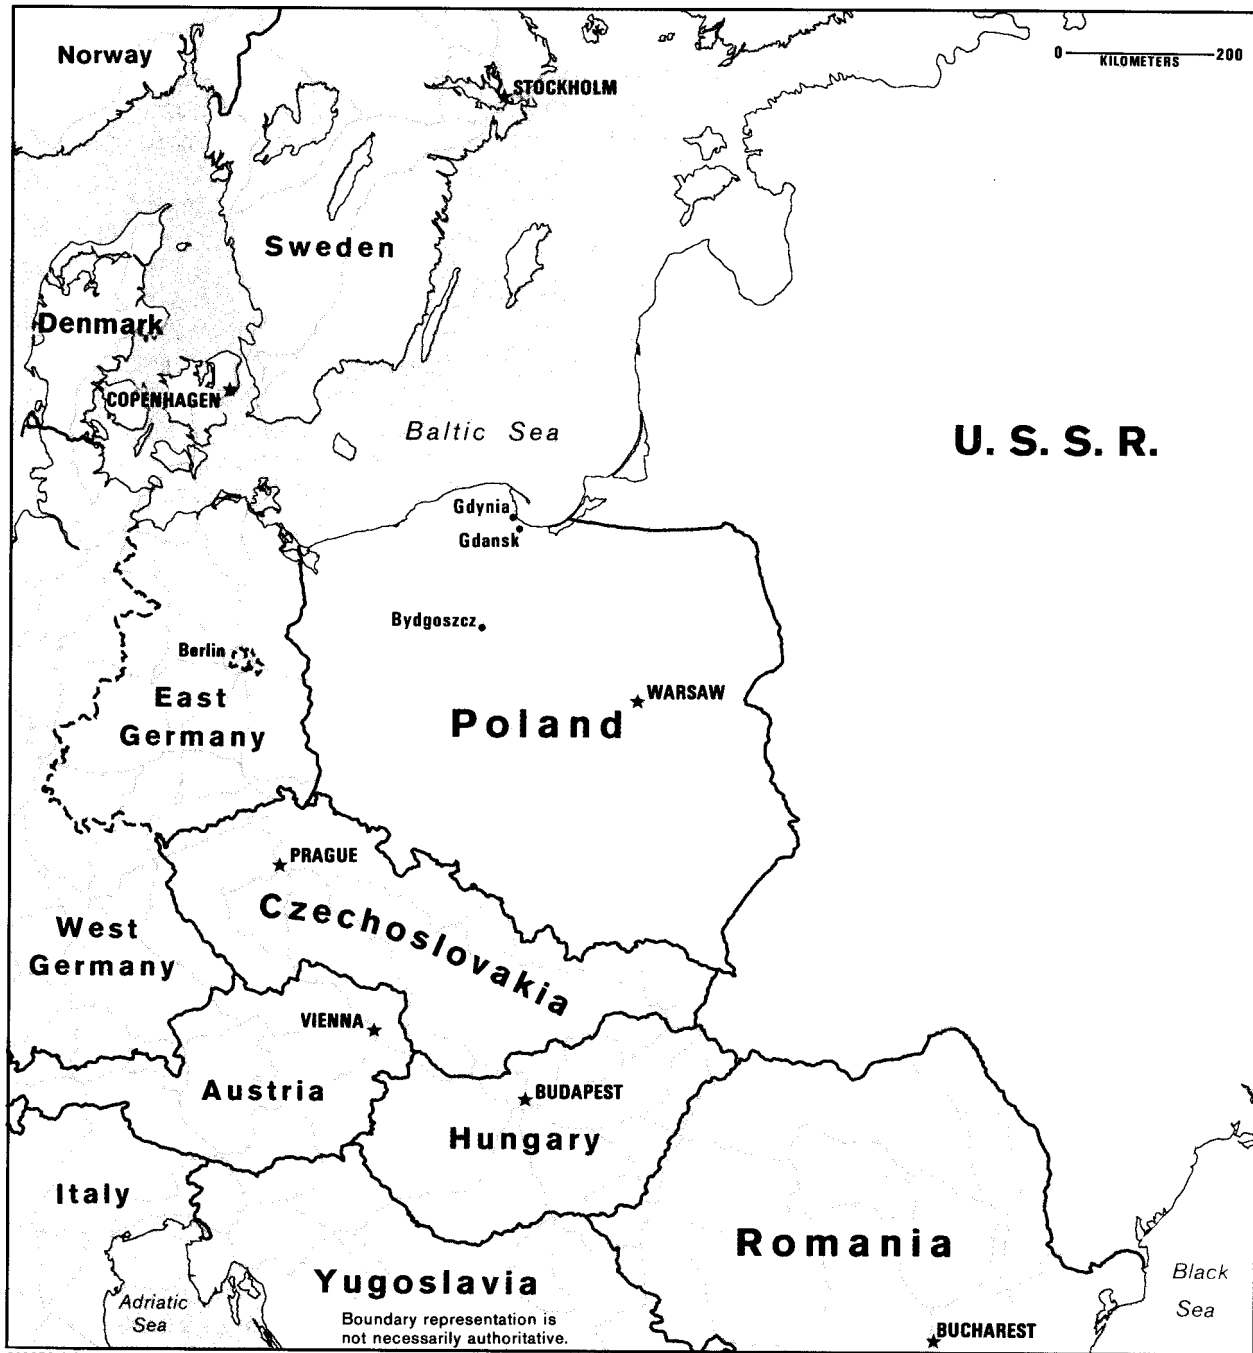 Norway
0 200
KILOMETERS
STOCKHOLM
Sweden
Denmark
COPENHAGEN
Baltic Sea
U. S. S. R.
Gdynia
Gdansk
Bydgoszcz
Berlin
East
Germany
WARSAW
Poland
PRAGUE
Czechoslovakia
West
Germany
VIENNA
Austria
BUDAPEST
Hungary
Italy
Romania
Yugoslavia
Black
Sea
Adriatic
Sea
Boundary representation is
not necessarily authoritative.
BUCHAREST